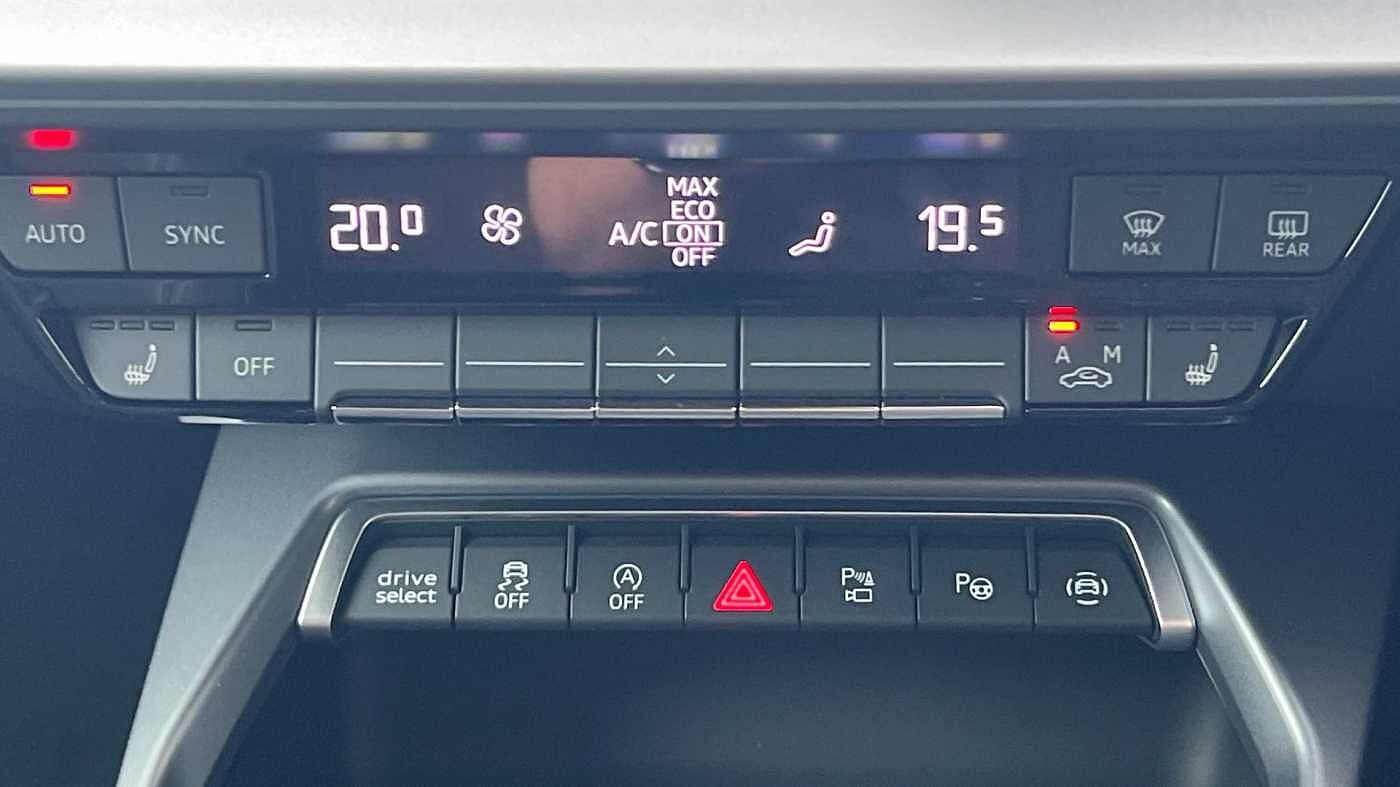 AUTO
SYNC
20.0
A/C
MAX
ECO
ON
OFF
19.5
MAX
REAR
OFF
A M
drive
select
OFF
A
OFF
P
P